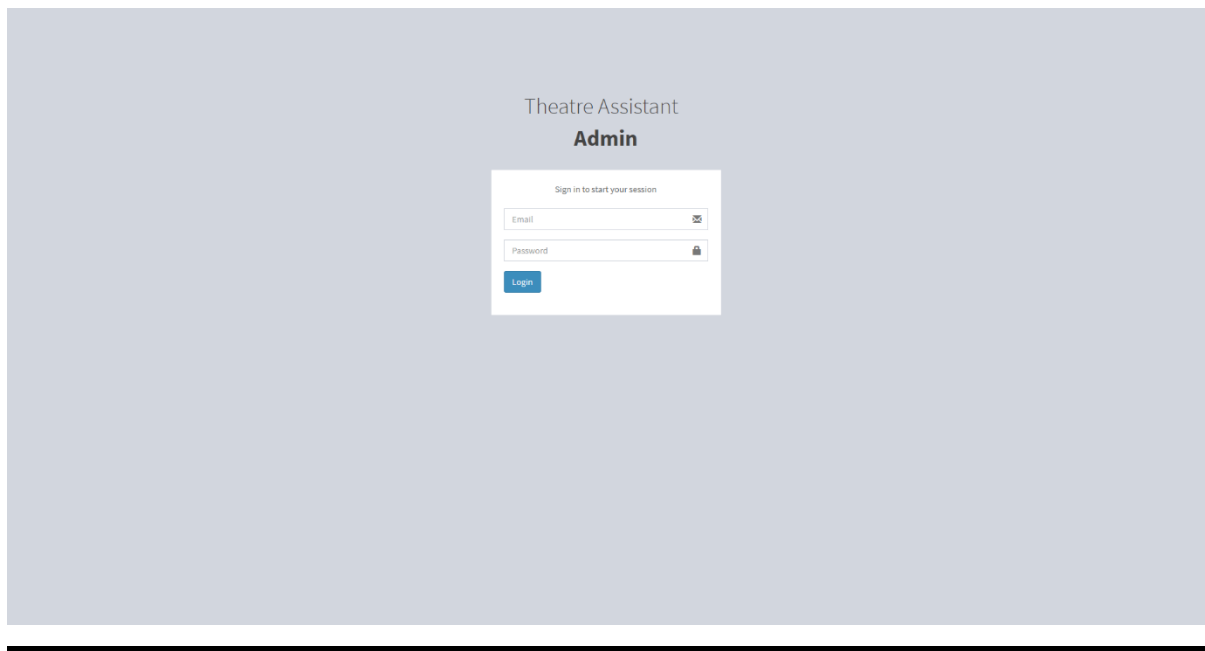 Theatre Assistant
Admin
Sign in to start your session
Email
Password
Login